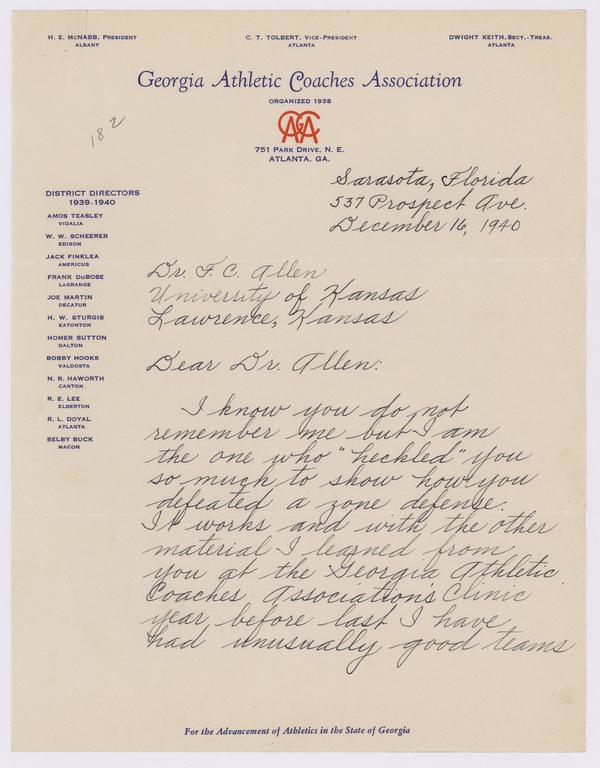 H. E. McNABB, PRESIDENT
ALBANY
C. T. TOLBERT, VICE-PRESIDENT
ATLANTA
DWIGHT KEITH, SECY.-TREAS.
ATLANTA
Georgia Athletic Coaches Association
ORGANIZED 1938
GACA
751 PARK DRIVE, N. E.
ATLANTA, GA.
182
DISTRICT DIRECTORS
1939-1940
AMOS TEASLEY
VIDALIA
W. W. SCHEERER
EDISON
JACK FINKLEA
AMERICUS
FRANK DuBOSE
LAGRANGE
JOE MARTIN
DECATUR
H. W. STURGIS
EATONTON
HOMER SUTTON
DALTON
BOBBY HOOKS
VALDOSTA
N. R. HAWORTH
CANTON
R. E. LEE
ELBERTON
R. L. DOYAL
ATLANTA
SELBY BUCK
MACON
Sarasota, Florida
537 Prospect Ave.
December 16, 1940
Dr. F. C. Allen
University of Kansas
Lawrence, Kansas
Dear Dr. Allen:
I know you do not
remember me but I am
the one who "heckled" you
so much to show how you
defeated a zone defense.
It works and with the other
material I learned from
you at the Georgia Athletic
Coaches Associations Clinic
year before last I have
had unusually good teams
For the Advancement of Athletics in the State of Georgia